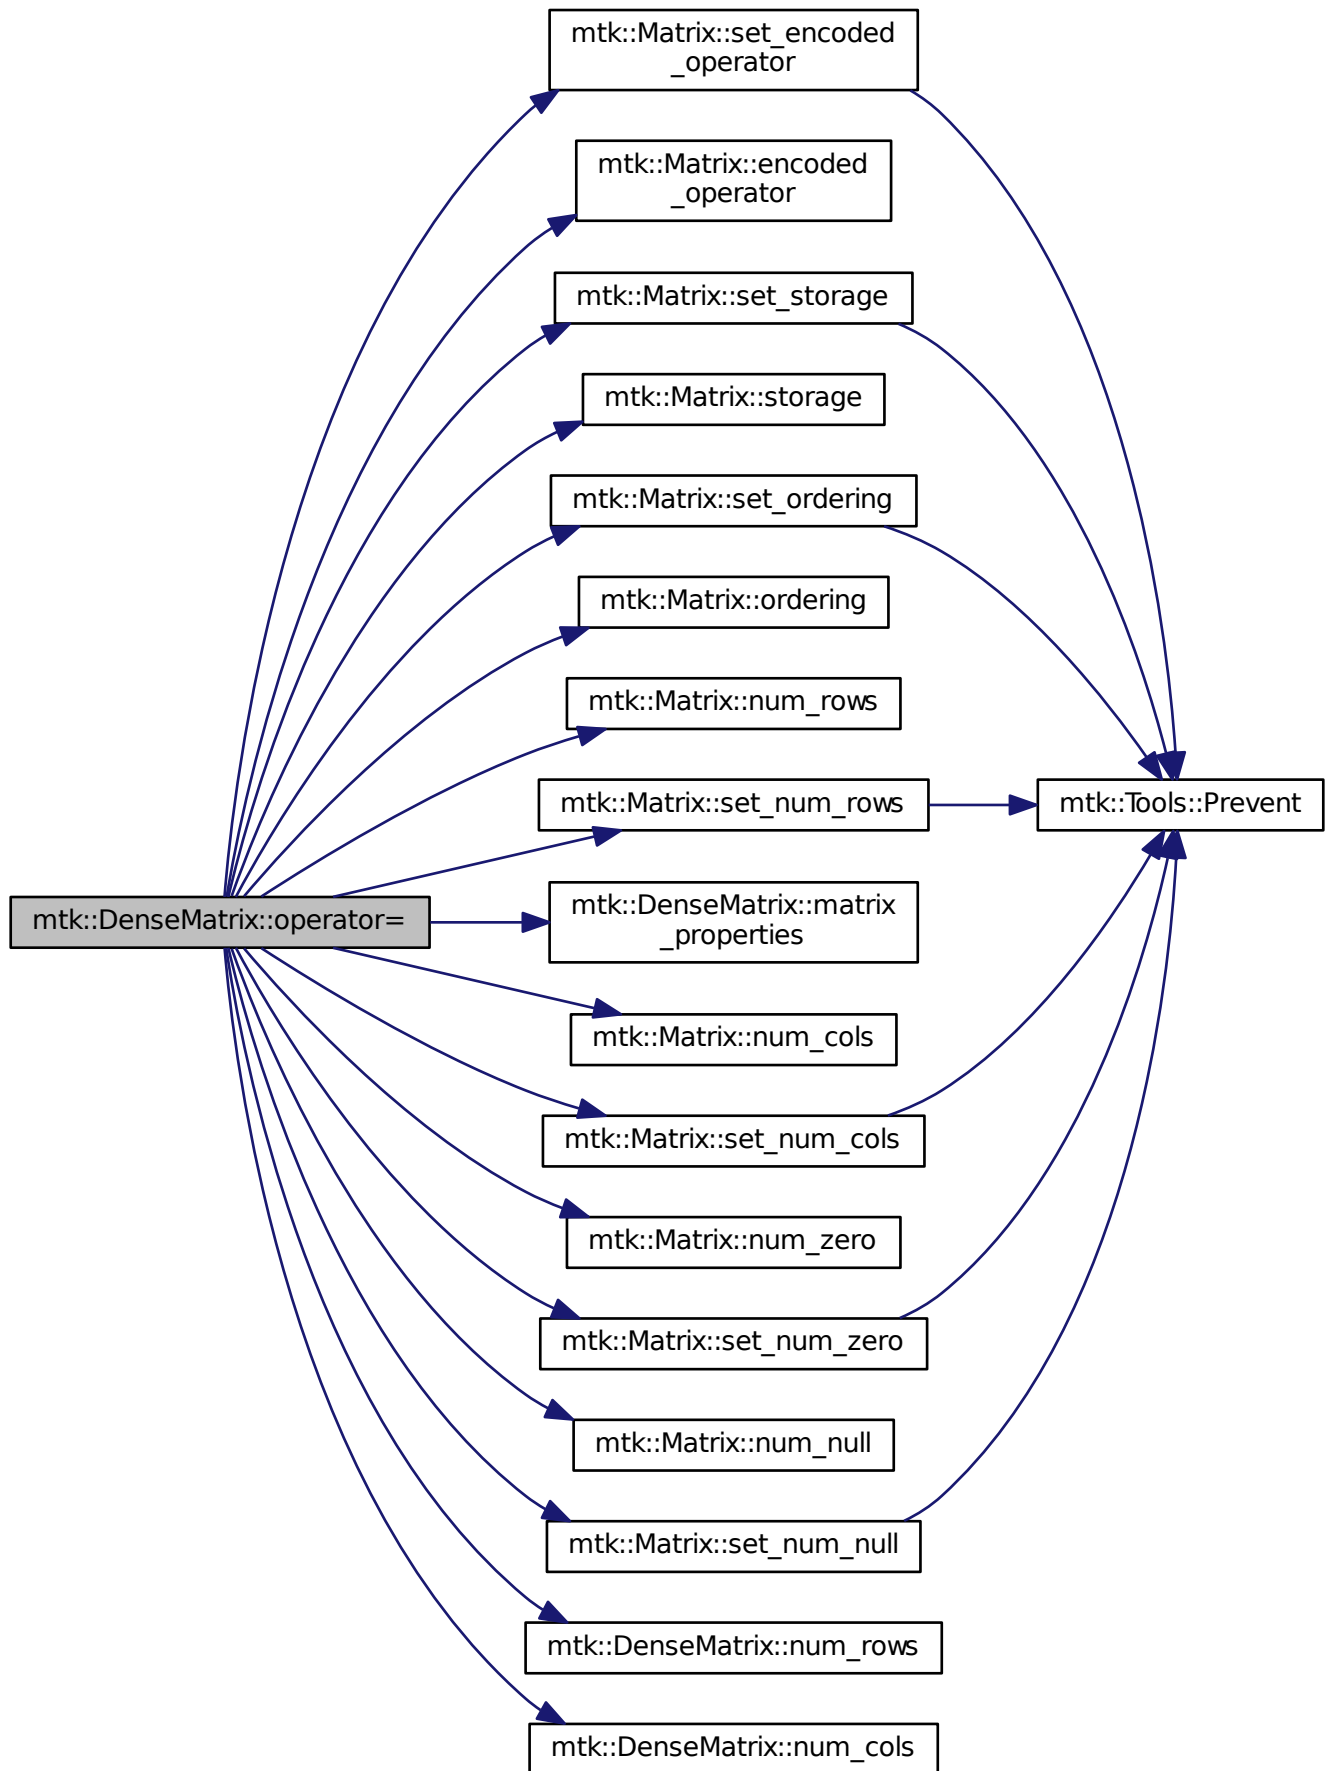 mtk::Matrix::set_encoded
_operator
mtk::Matrix::encoded
_operator
mtk::Matrix::set_storage
mtk::Matrix::storage
mtk::Matrix::set_ordering
mtk::Matrix::ordering
mtk::Matrix::num_rows
mtk::Matrix::set_num_rows
mtk::Tools::Prevent
mtk::DenseMatrix::operator=
mtk::DenseMatrix::matrix
_properties
mtk::Matrix::num_cols
mtk::Matrix::set_num_cols
mtk::Matrix::num_zero
mtk::Matrix::set_num_zero
mtk::Matrix::num_null
mtk::Matrix::set_num_null
mtk::DenseMatrix::num_rows
mtk::DenseMatrix::num_cols